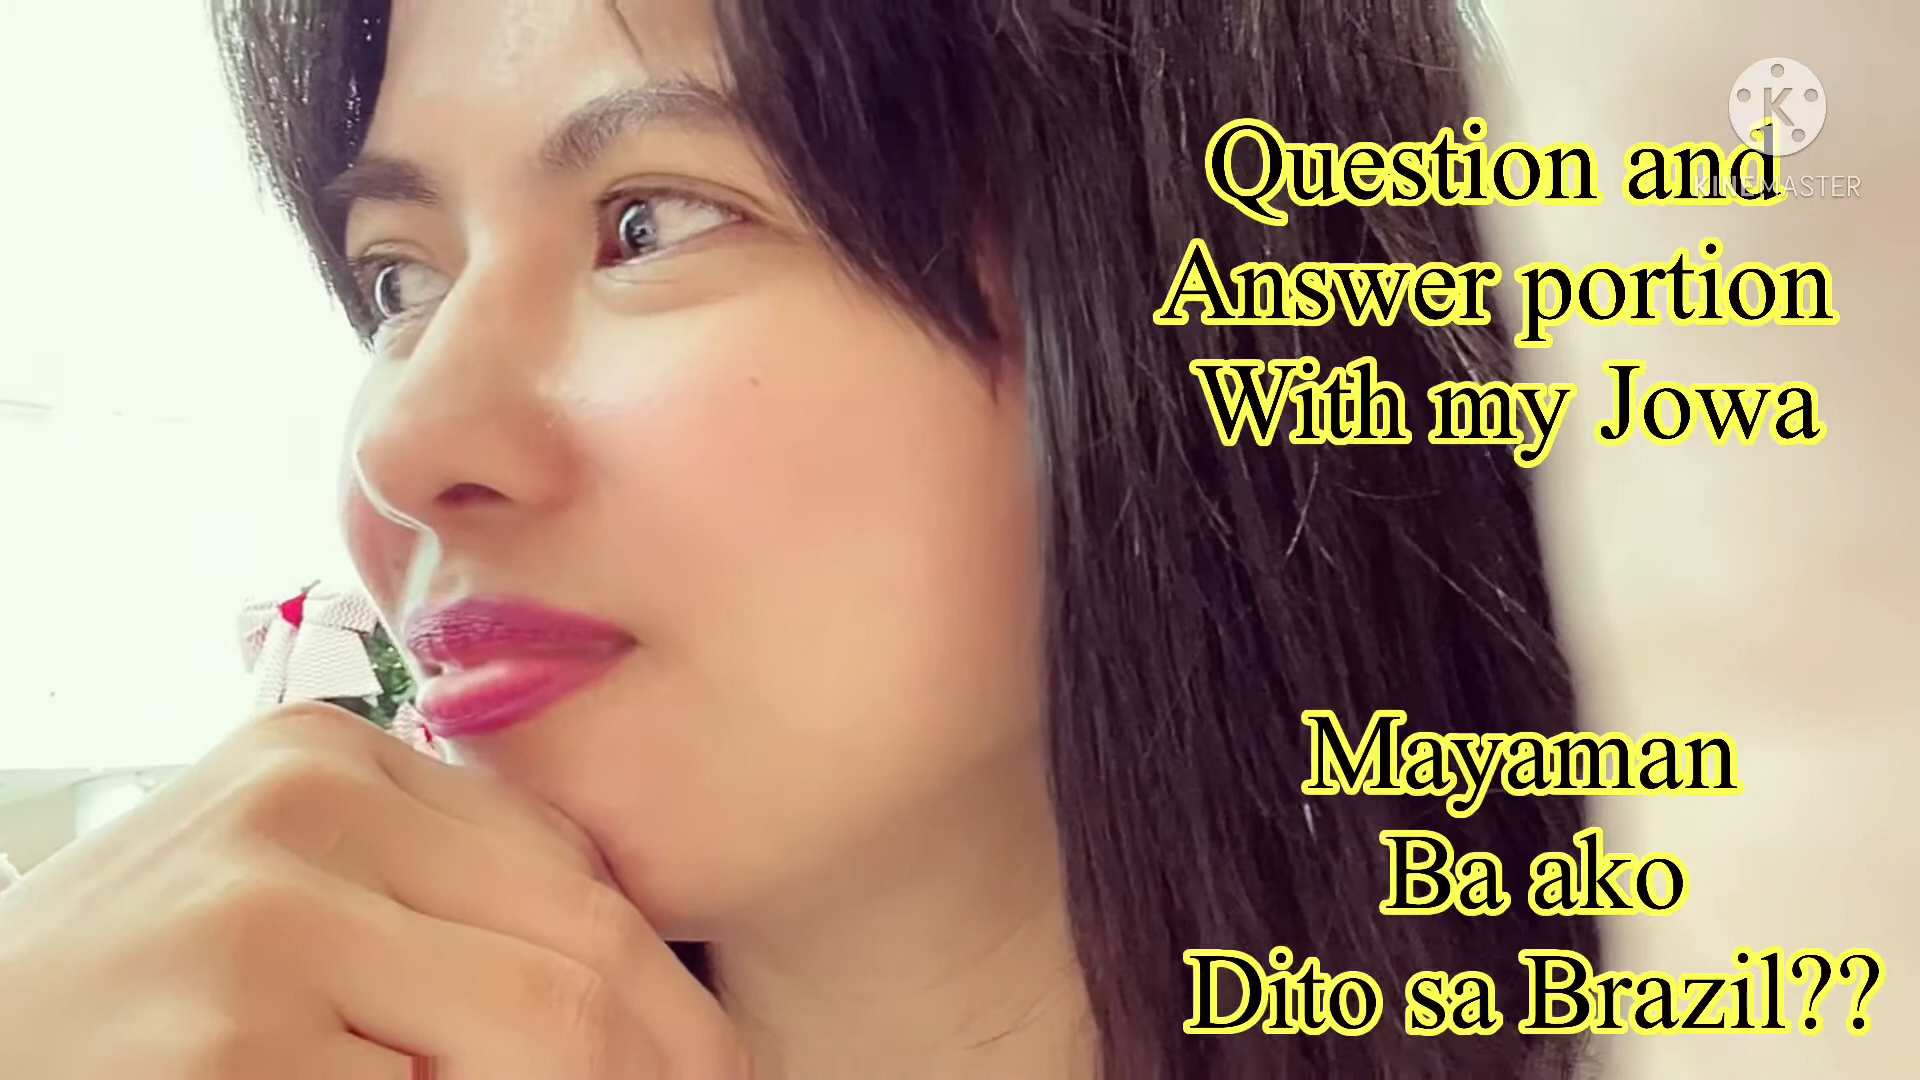 Question and
KINEMASTER
Answer portion
With my Jowa
Mayaman
Ba ako
Dito sa Brazil??